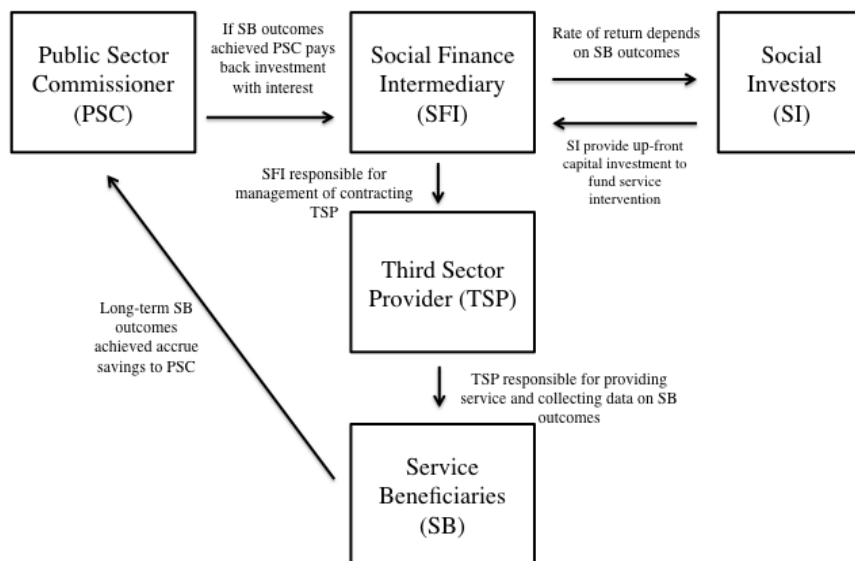 Public Sector
Commissioner
(PSC)
If SB outcomes
achieved PSC pays
back investment
with interest
Social Finance
Intermediary
(SFI)
Rate of return depends
on SB outcomes
Social
Investors
(SI)
SI provide up-front
capital investment to
fund service
intervention
SFI responsible for
management of contracting
TSP
Third Sector
Provider (TSP)
Long-term SB
outcomes
achieved accrue
savings to PSC
TSP responsible for providing
service and collecting data on SB
outcomes
Service
Beneficiaries
(SB)